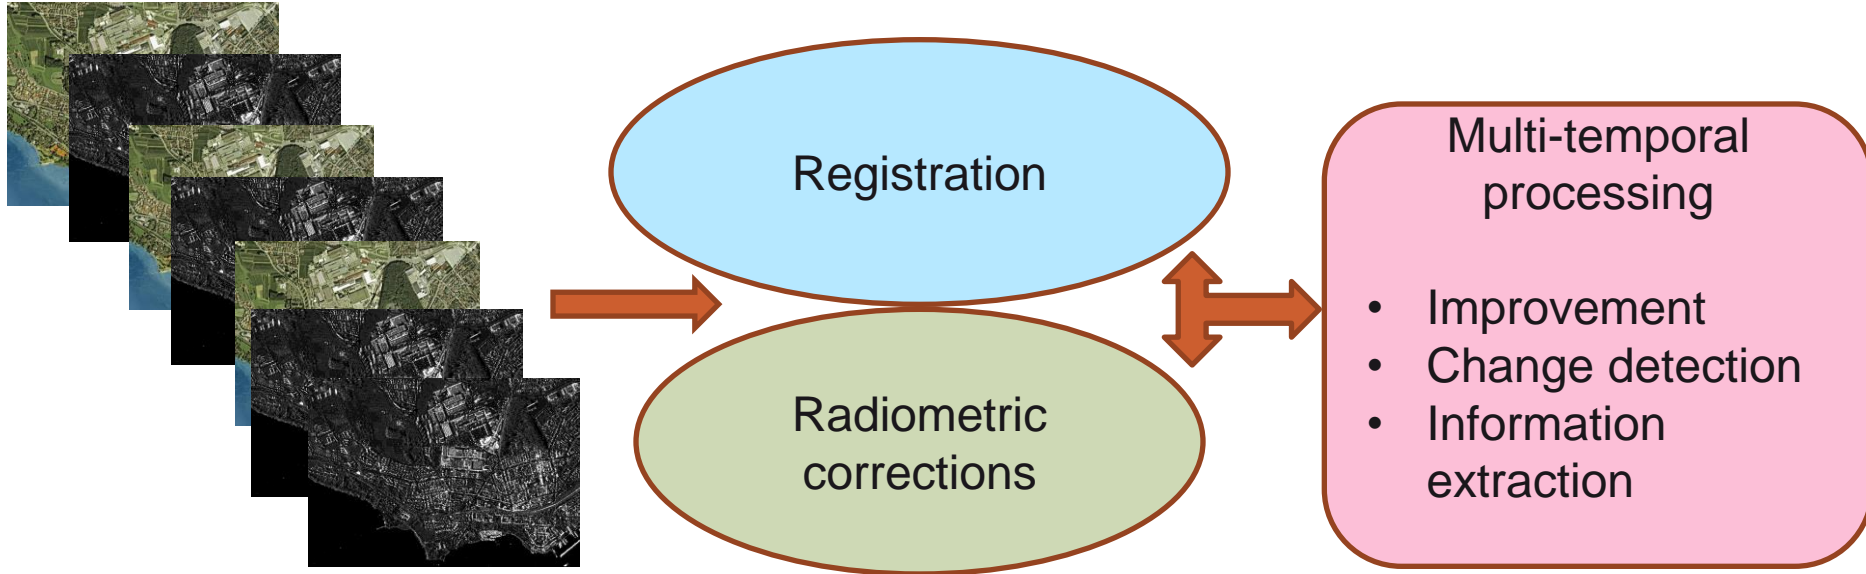 Registration
Radiometric
corrections
Multi-temporal
processing
• Improvement
• Change detection
• Information
extraction